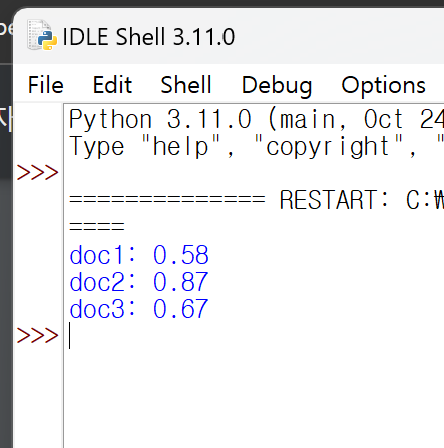 IDLE Shell 3.11.0
File Edit Shell Debug Options
Python 3.11.0 (main, Oct 24
Type "help", "copyright", "
>>>
============== RESTART: C:₩
====
doc1: 0.58
doc2: 0.87
doc3: 0.67
>>>